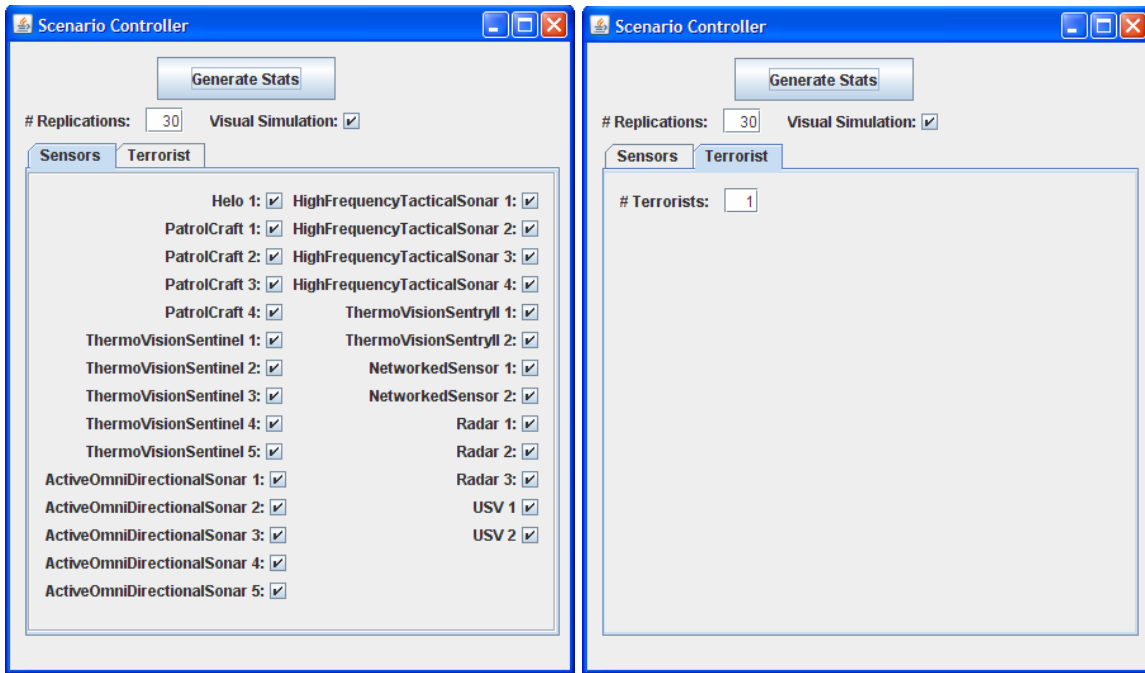 Scenario Controller
Generate Stats
# Replications: 30 Visual Simulation:
Sensors Terrorist
Helo 1: HighFrequencyTacticalSonar 1:
PatrolCraft 1: HighFrequencyTacticalSonar 2:
PatrolCraft 2: HighFrequencyTacticalSonar 3:
PatrolCraft 3: HighFrequencyTacticalSonar 4:
PatrolCraft 4: ThermoVisionSentryII 1:
ThermoVisionSentinel 1: ThermoVisionSentryII 2:
ThermoVisionSentinel 2: NetworkedSensor 1:
ThermoVisionSentinel 3: NetworkedSensor 2:
ThermoVisionSentinel 4: Radar 1:
ThermoVisionSentinel 5: Radar 2:
ActiveOmniDirectionalSonar 1: Radar 3:
ActiveOmniDirectionalSonar 2: USV 1
ActiveOmniDirectionalSonar 3: USV 2
ActiveOmniDirectionalSonar 4:
ActiveOmniDirectionalSonar 5:
Scenario Controller
Generate Stats
# Replications: 30 Visual Simulation:
Sensors Terrorist
# Terrorists: 1